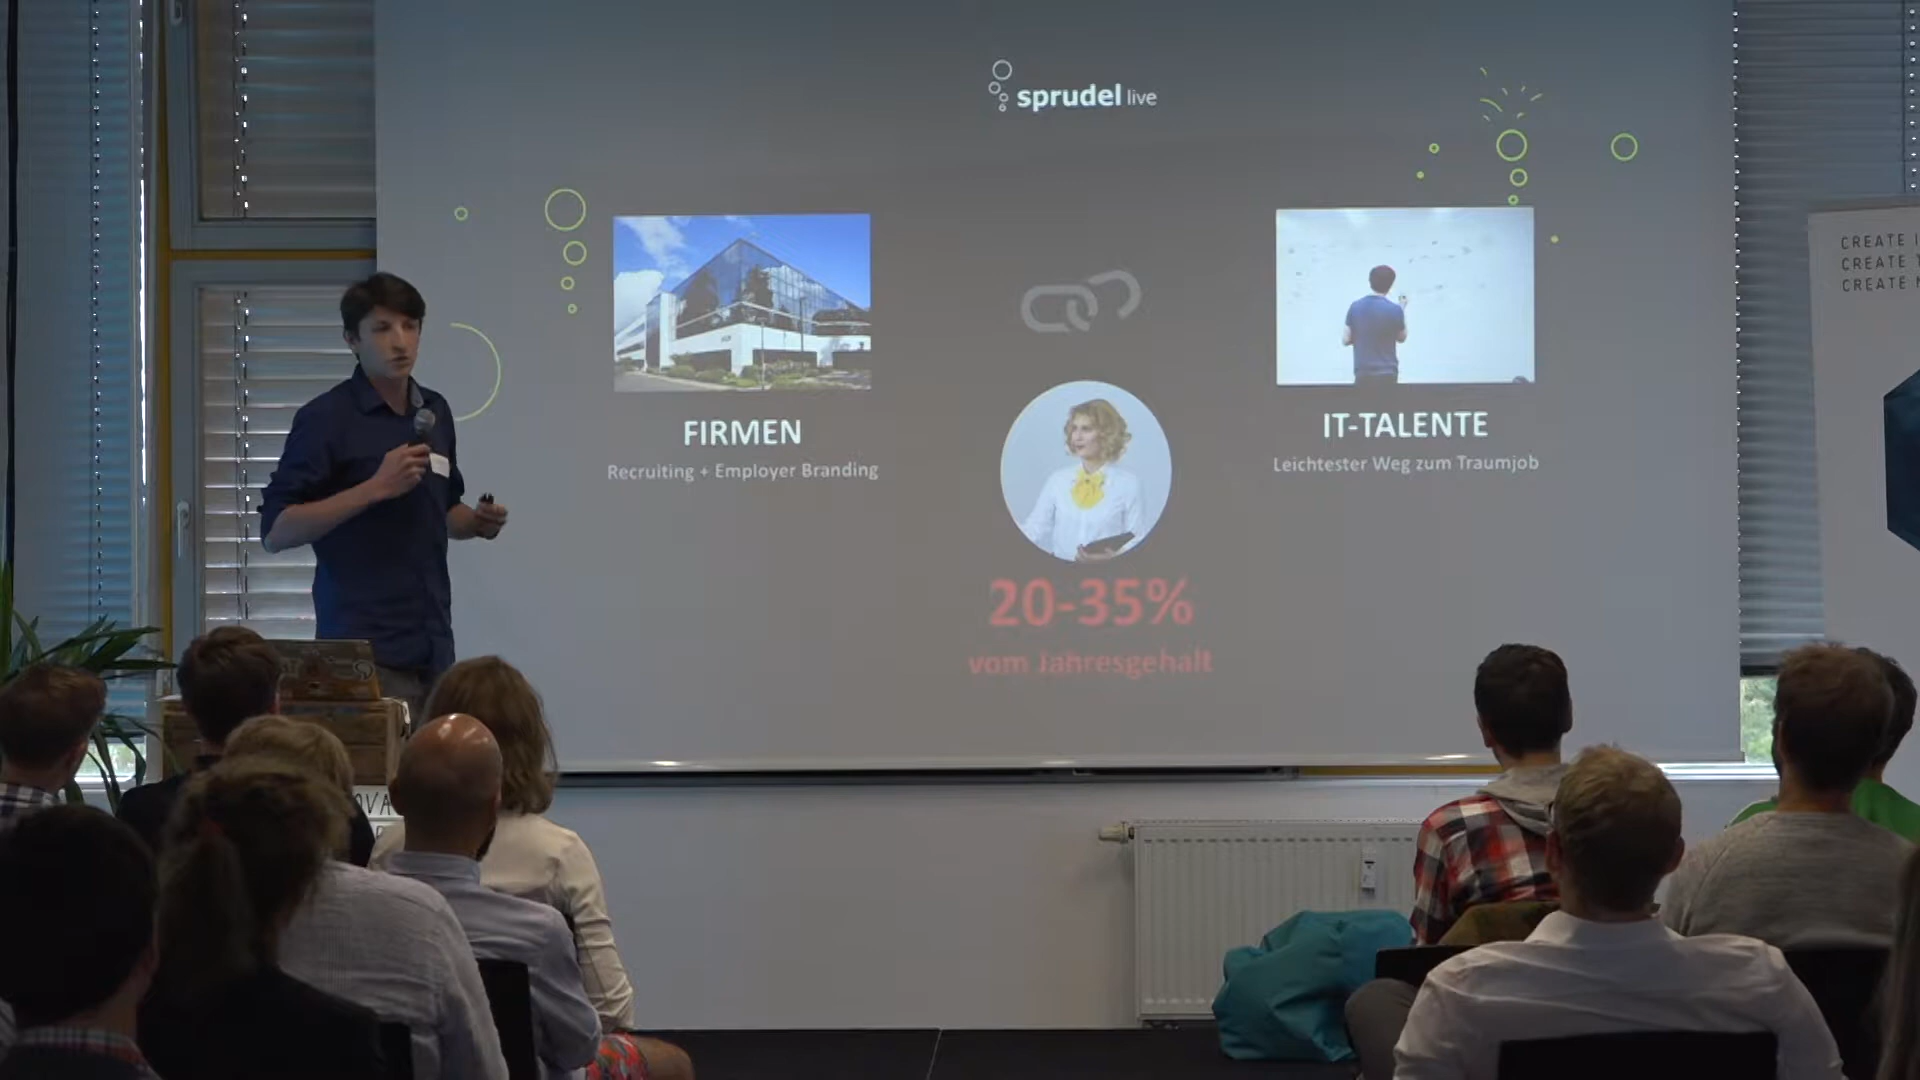 sprudel live
FIRMEN
Recruiting + Employer Branding
IT-TALENTE
Leichtester Weg zum Traumjob
20-35%
vom Jahresgehalt
CREATE
CREATE
CREATE